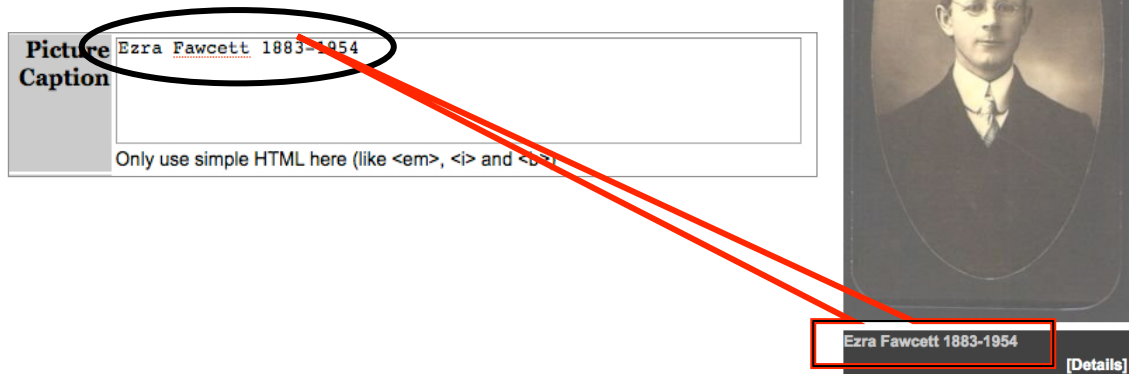 Picture
Caption
Ezra Fawcett 1883-1954
Only use simple HTML here (like <em>, <i> and <b>)
Ezra Fawcett 1883-1954
[Details]